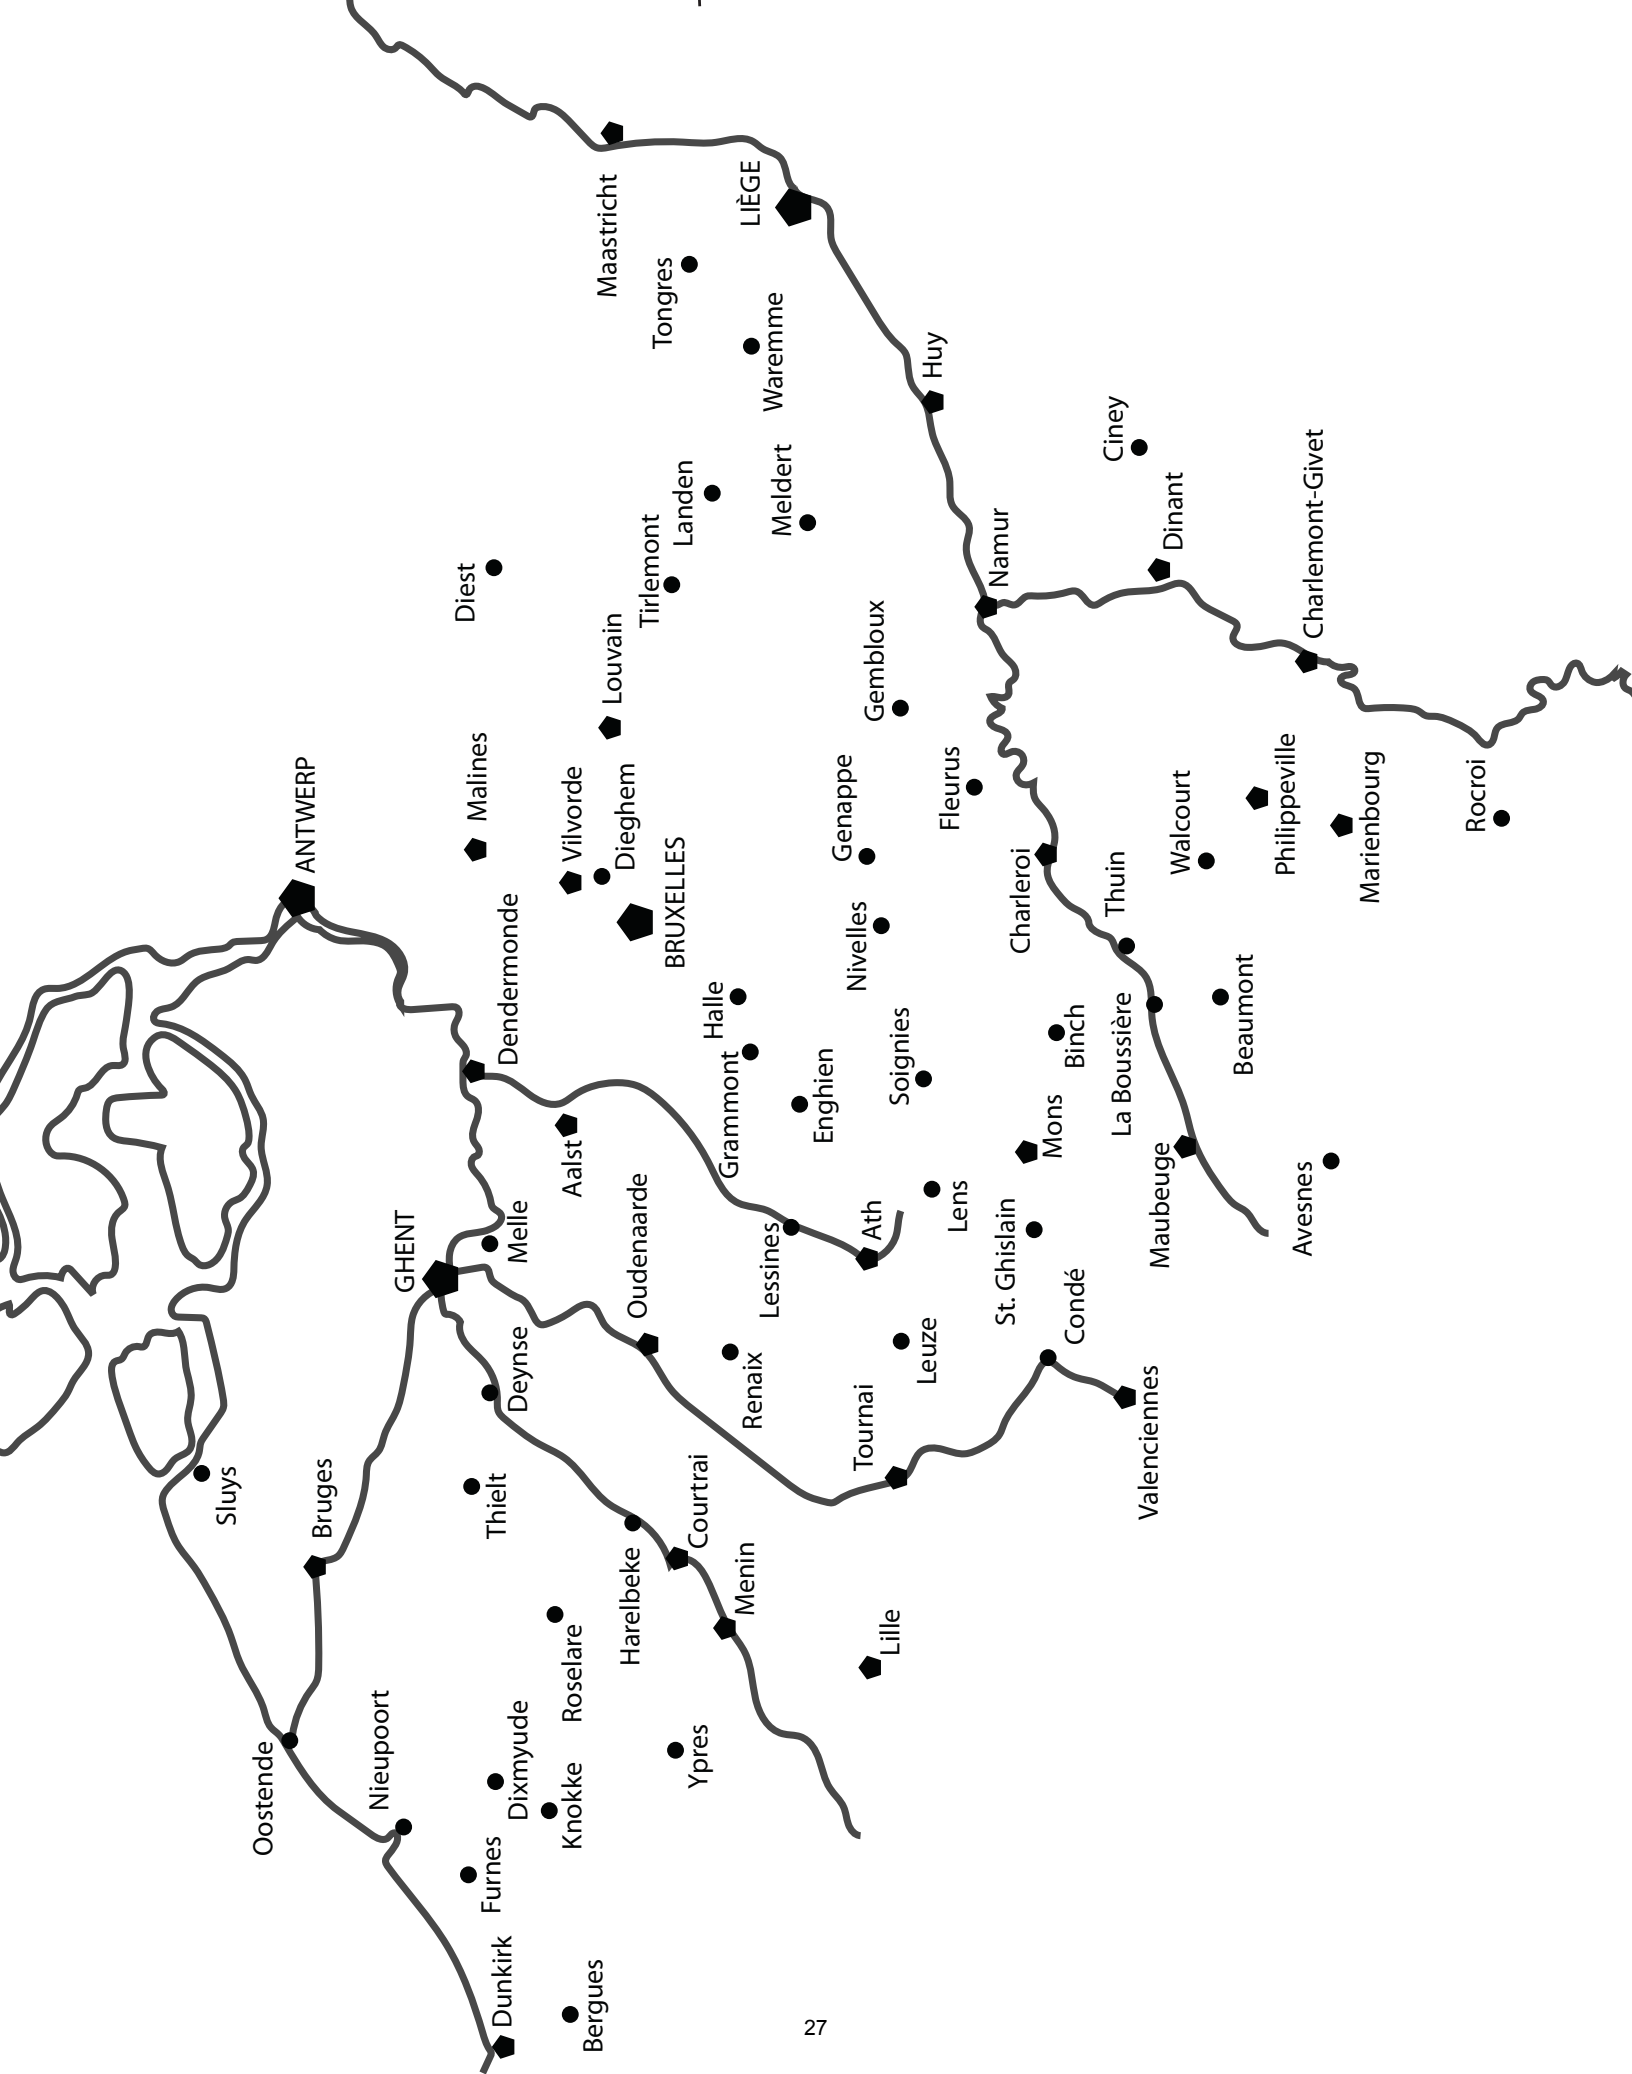 Maastricht
LIÈGE
Tongres
Waremme
Huy
Ciney
Dinant
Charlemont-Givet
Landen
Meldert
Tirlemont
Diest
Namur
Louvain
Gembloux
Malines
ANTWERP
Vilvorde
Dieghem
BRUXELLES
Genappe
Fleurus
Nivelles
Charleroi
Thuin
Walcourt
Philippeville
Marienbourg
Rocroi
Dendermonde
Halle
Grammont
Enghien
Soignies
Binch
La Boussière
Beaumont
Aalst
Mons
Maubeuge
Avesnes
GHENT
Melle
Oudenaarde
Lessines
Ath
Lens
St. Ghislain
Condé
Deynse
Renaix
Leuze
Tournai
Valenciennes
Sluys
Bruges
Thielt
Courtrai
Harelbeke
Menin
Roselare
Lille
Oostende
Nieupoort
Dixmyude
Knokke
Ypres
Furnes
Dunkirk
Bergues
27